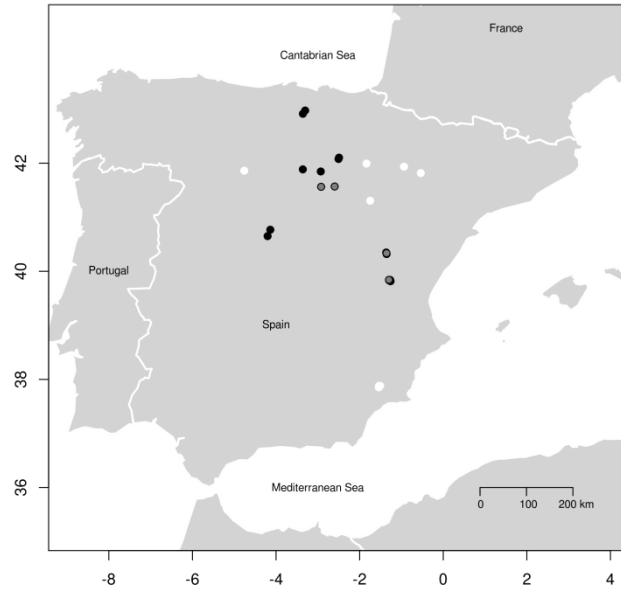 France
Cantabrian Sea
42
Portugal
40
Spain
38
Mediterranean Sea
36
0 200 km
-8 -6 -4 -2 0 2 4